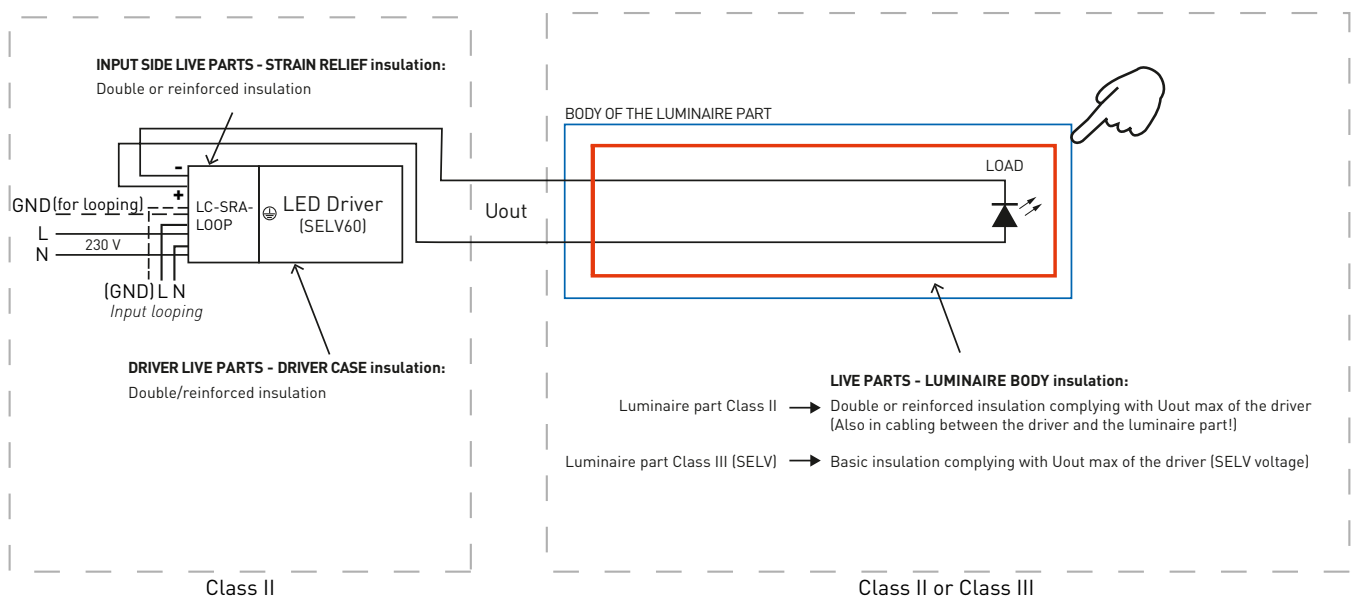 INPUT SIDE LIVE PARTS - STRAIN RELIEF insulation:
Double or reinforced insulation
BODY OF THE LUMINAIRE PART
LOAD
-
+
GND(for looping)
L
N
230 V
LC-SRA-
LOOP
LED Driver
(SELV60)
Uout
(GND) L N
Input looping
DRIVER LIVE PARTS - DRIVER CASE insulation:
Double/reinforced insulation
LIVE PARTS - LUMINAIRE BODY insulation:
Luminaire part Class II
Double or reinforced insulation complying with Uout max of the driver
(Also in cabling between the driver and the luminaire part!)
Luminaire part Class III (SELV)
Basic insulation complying with Uout max of the driver (SELV voltage)
Class II
Class II or Class III